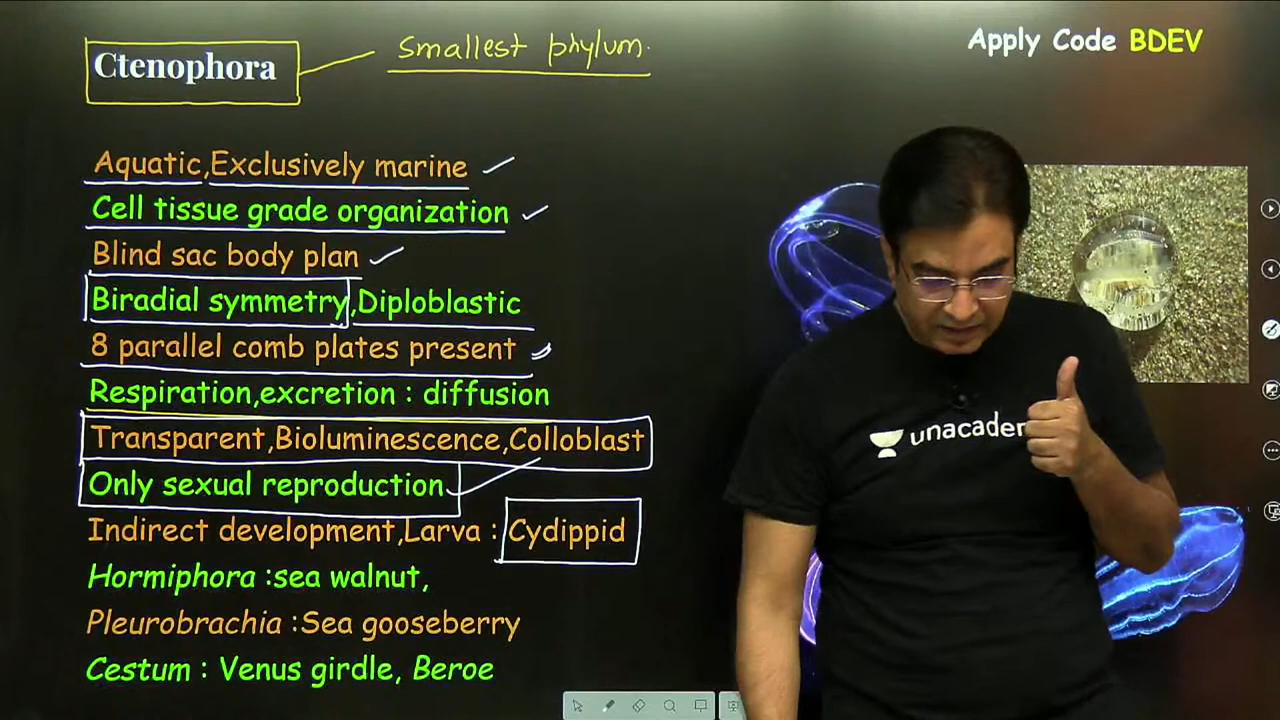 Ctenophora
Smallest phylum.
Apply Code BDEV
Aquatic,Exclusively marine
Cell tissue grade organization
Blind sac body plan
Biradial symmetry,Diploblastic
8 parallel comb plates present
Respiration,excretion : diffusion
Transparent,Bioluminescence,Colloblast
Only sexual reproduction
Indirect development,Larva : Cydippid
Hormiphora :sea walnut,
Pleurobrachia :Sea gooseberry
Cestum : Venus girdle, Beroe